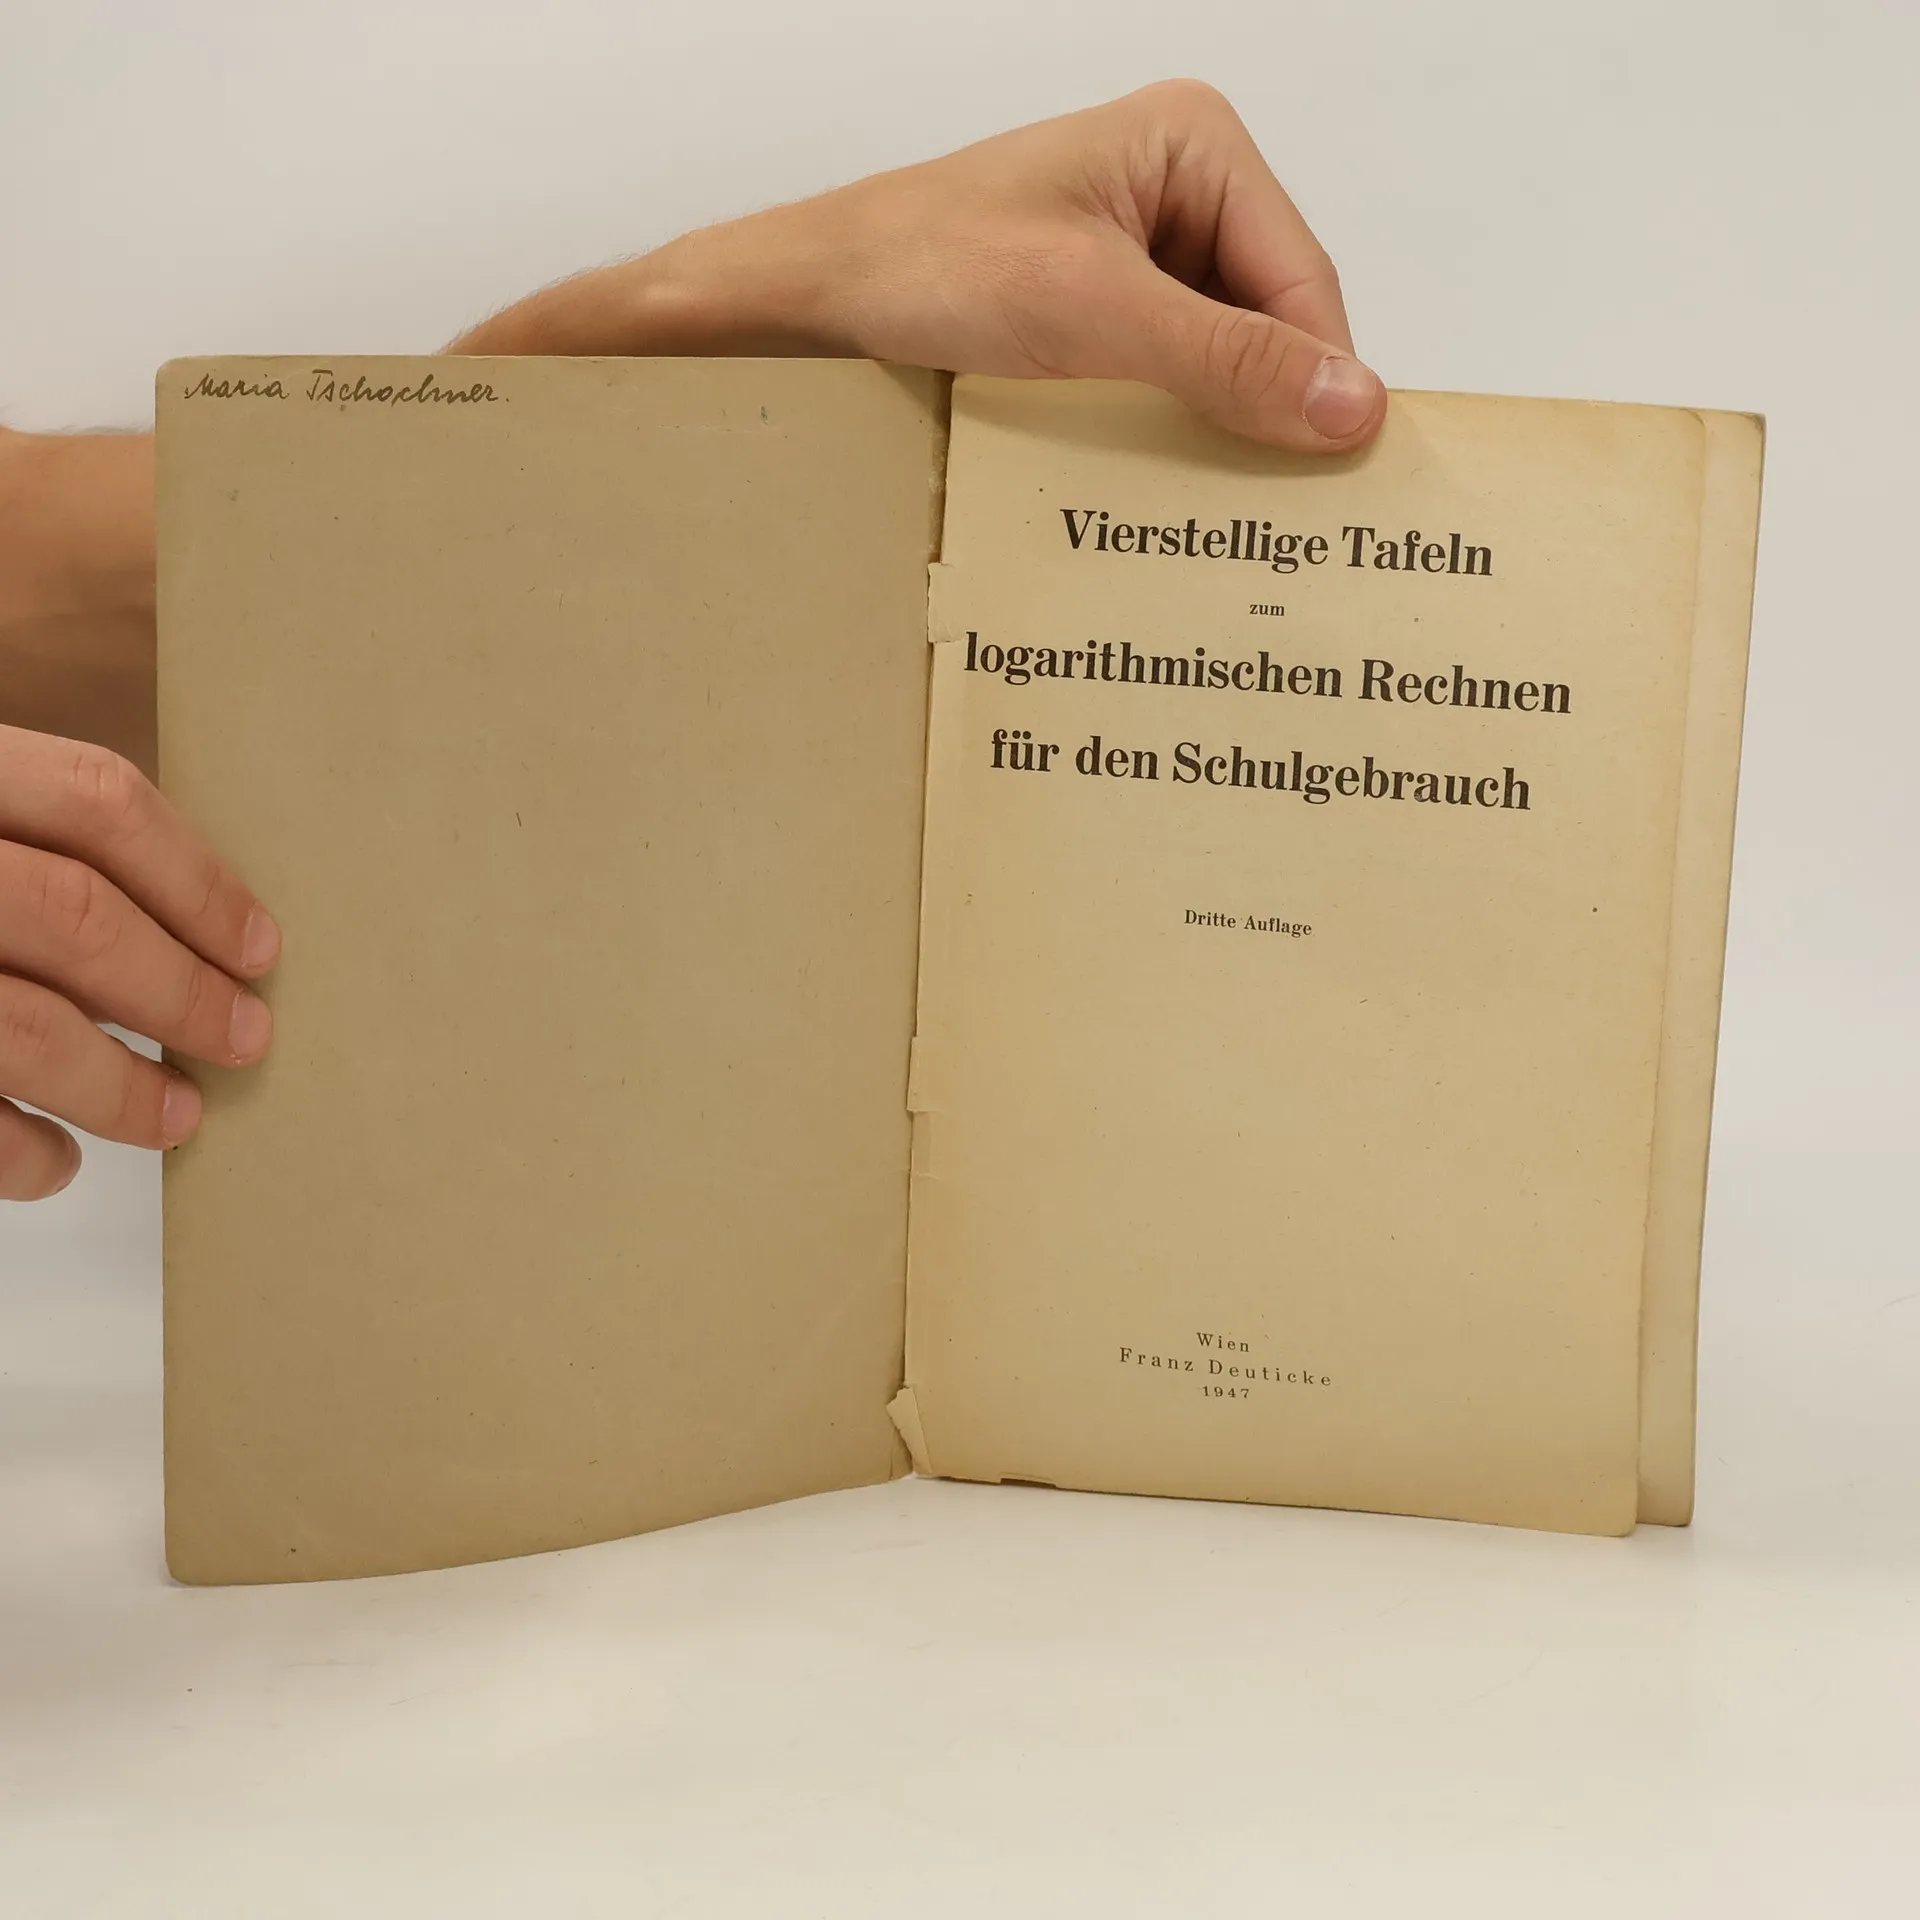 Maria Tschochner.
Vierstellige Tafeln
zum
logarithmischen Rechnen
für den Schulgebrauch
Dritte Auflage
Wien
Franz Deuticke
1947